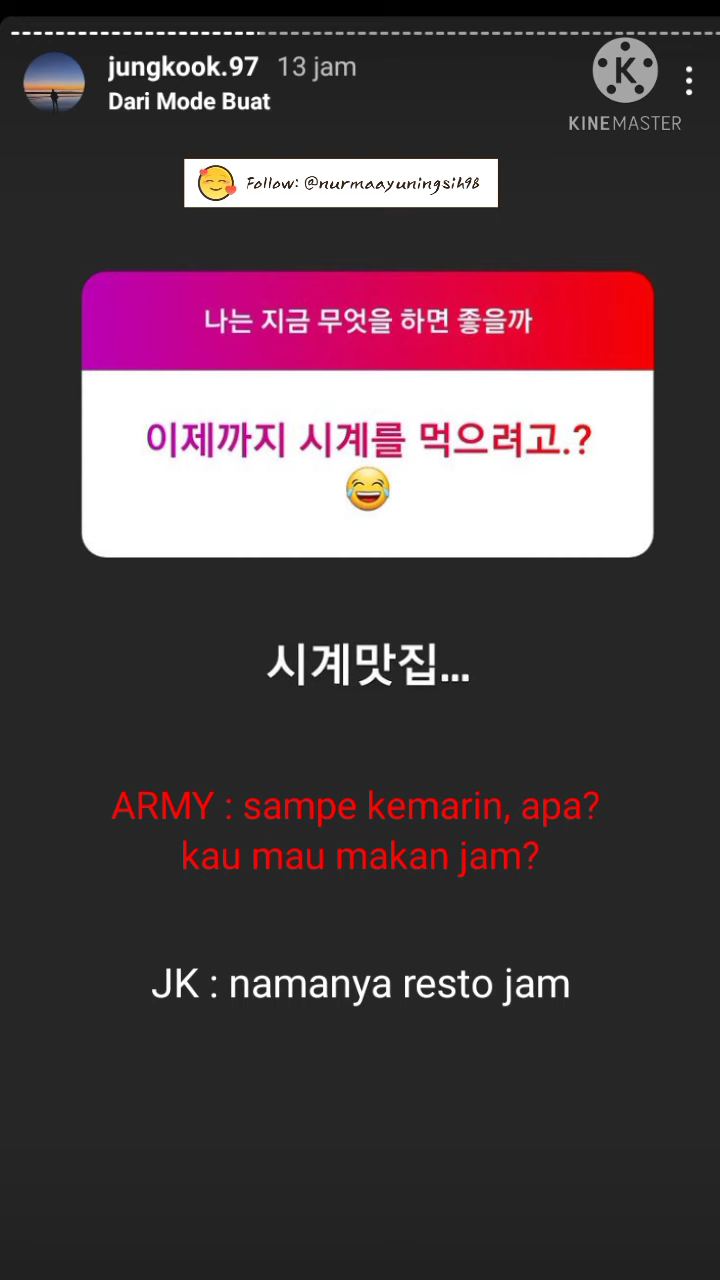 jungkook.97 13 jam
Dari Mode Buat
K
KINEMASTER
Follow: @nurmaayuningsih98
나는 지금 무엇을 하면 좋을까
이제까지 시계를 먹으려고.?
😂
시계맛집...
ARMY : sampe kemarin, apa?
kau mau makan jam?
JK : namanya resto jam